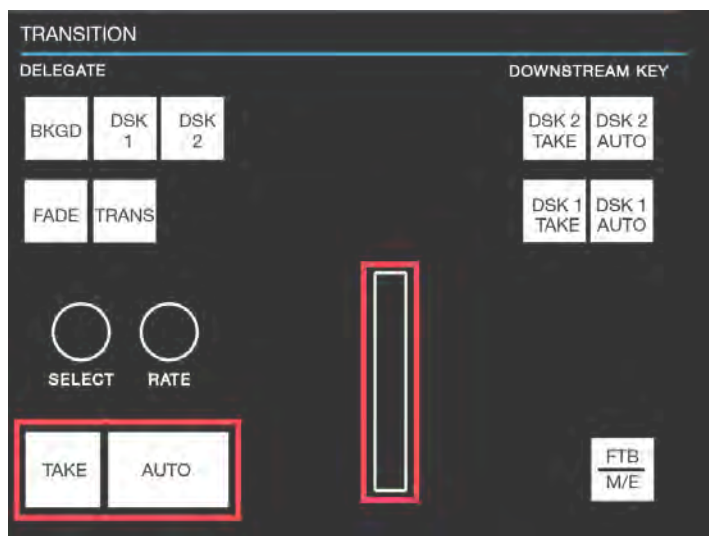 TRANSITION
DELEGATE
DOWNSTREAM KEY
BKGD
DSK
1
DSK
2
DSK 2
TAKE
DSK 2
AUTO
FADE
TRANS
DSK 1
TAKE
DSK 1
AUTO
SELECT
RATE
TAKE
AUTO
FTB
M/E